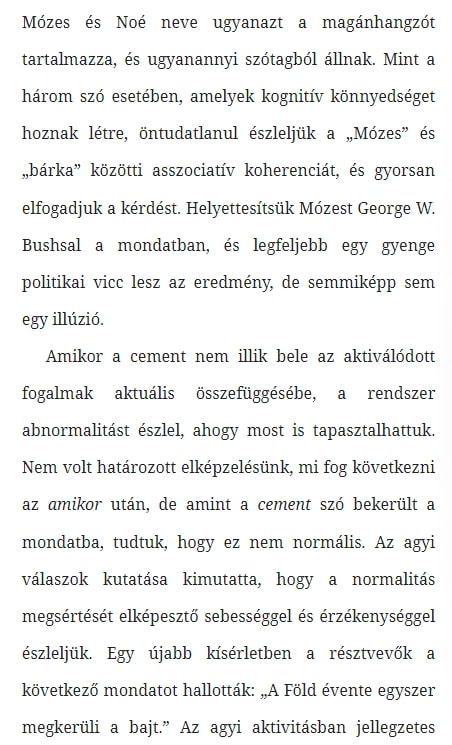 Mózes és Noé neve ugyanazt a magánhangzót
tartalmazza, és ugyanannyi szótagból állnak. Mint a
három szó esetében, amelyek kognitív könnyedséget
hoznak létre, öntudatlanul észleljük a „Mózes” és
„bárka” közötti asszociatív koherenciát, és gyorsan
elfogadjuk a kérdést. Helyettesítsük Mózest George W.
Bushsal a mondatban, és legfeljebb egy gyenge
politikai vicc lesz az eredmény, de semmiképp sem
egy illúzió.
Amikor a cement nem illik bele az aktiválódott
fogalmak aktuális összefüggésébe, a rendszer
abnormalitást észlel, ahogy most is tapasztalhattuk.
Nem volt határozott elképzelésünk, mi fog következni
az amikor után, de amint a cement szó bekerült a
mondatba, tudtuk, hogy ez nem normális. Az agyi
válaszok kutatása kimutatta, hogy a normalitás
megsértését elképesztő sebességgel és érzékenységgel
észleljük. Egy újabb kísérletben a résztvevők a
következő mondatot hallották: „A Föld évente egyszer
megkerüli a bajt.” Az agyi aktivitásban jellegzetes